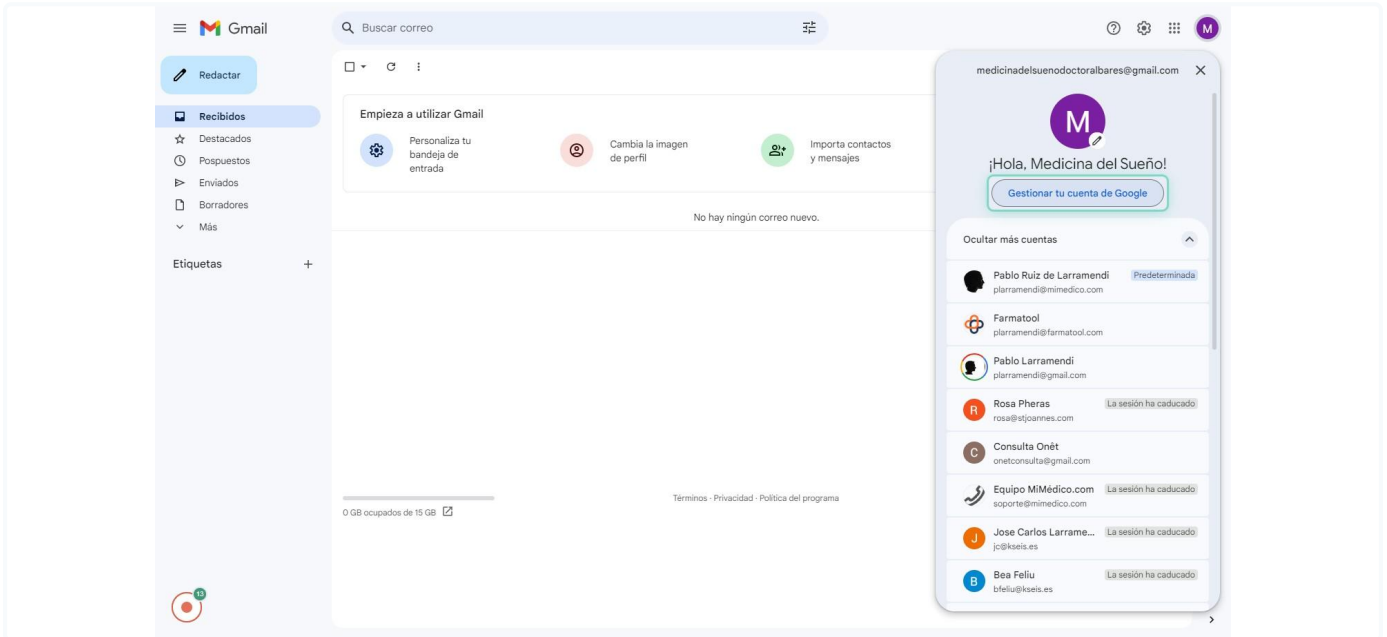 Gmail
Buscar correo
M
Redactar
Recibidos
Destacados
Pospuestos
Enviados
Borradores
Más
Etiquetas
Empieza a utilizar Gmail
Personaliza tu
bandeja de
entrada
Cambia la imagen
de perfil
Importa contactos
y mensajes
No hay ningún correo nuevo.
0 GB ocupados de 15 GB
Términos · Privacidad · Política del programa
13
medicinadelsuenodoctoralbares@gmail.com
M
¡Hola, Medicina del Sueño!
Gestionar tu cuenta de Google
Ocultar más cuentas
Pablo Ruiz de Larramendi Predeterminada
plarramendi@mimedico.com
Farmatool
plarramendi@farmatool.com
Pablo Larramendi
plarramendi@gmail.com
R Rosa Pheras La sesión ha caducado
rosa@stjoannes.com
C Consulta Onèt
onetconsulta@gmail.com
Equipo MiMédico.com La sesión ha caducado
soporte@mimedico.com
J Jose Carlos Larrame... La sesión ha caducado
jc@kseis.es
B Bea Feliu La sesión ha caducado
bfeliu@kseis.es